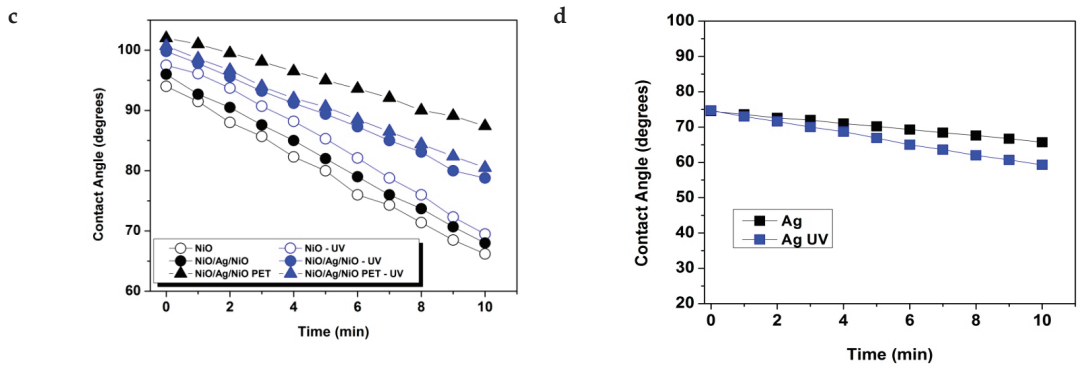 c
Contact Angle (degrees)
100
90
80
70
60
0 2 4 6 8 10
Time (min)
NiO
NiO - UV
NiO/Ag/NiO
NiO/Ag/NiO - UV
NiO/Ag/NiO PET
NiO/Ag/NiO PET - UV
d
Contact Angle (degrees)
100
90
80
70
60
50
40
30
20
0 2 4 6 8 10
Time (min)
Ag
Ag UV